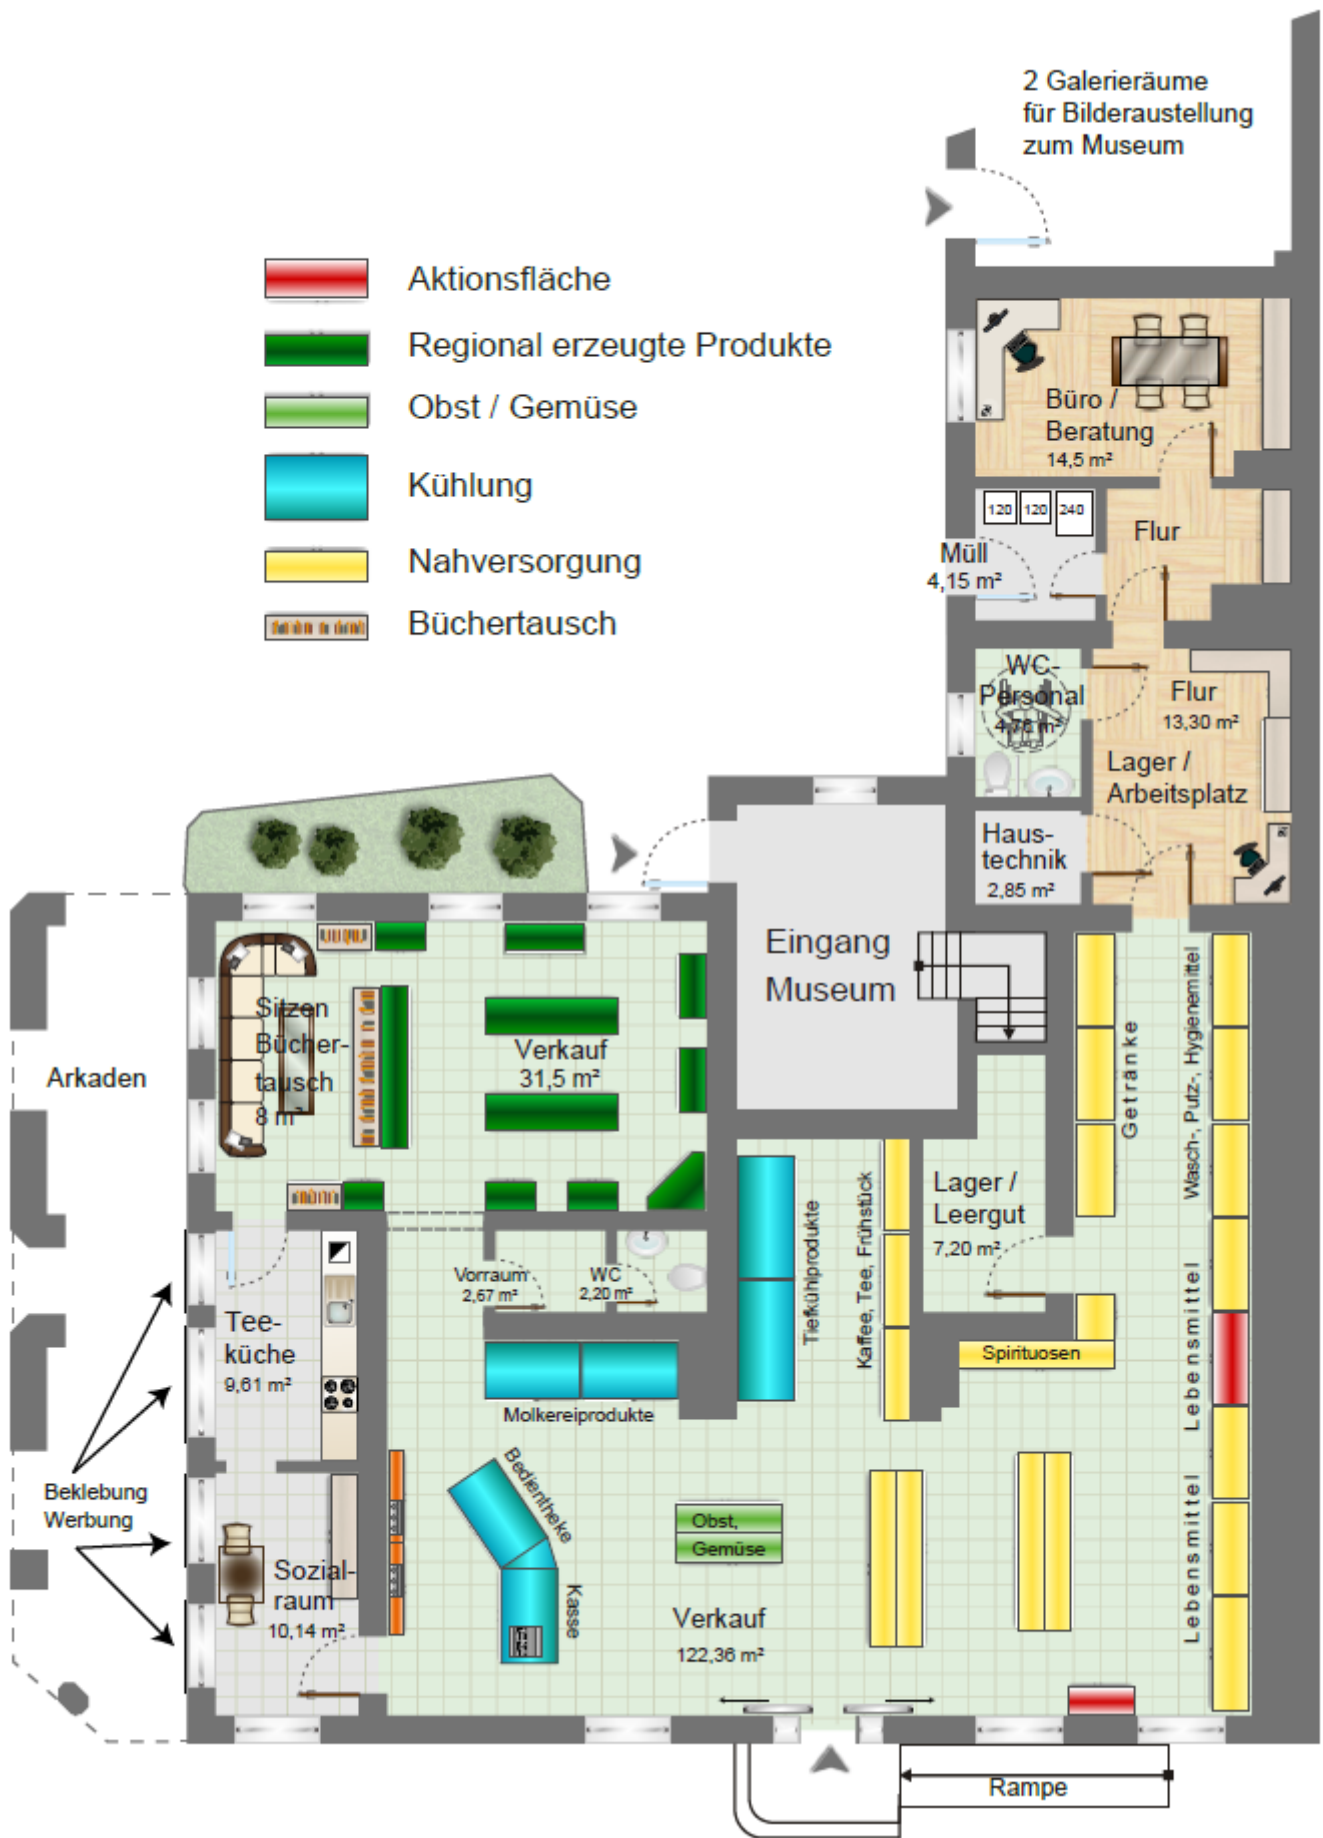 2 Galerieräume
für Bilderaustellung
zum Museum
Aktionsfläche
Regional erzeugte Produkte
Obst / Gemüse
Kühlung
Nahversorgung
Büchertausch
Büro /
Beratung
14,5 m²
120 120 240
Müll
4,15 m²
Flur
WC-
Personal
4,76 m²
Flur
13,30 m²
Lager /
Arbeitsplatz
Haus-
technik
2,85 m²
Eingang
Museum
Sitzen
Bücher-
tausch
8 m²
Verkauf
31,5 m²
Arkaden
Getränke
Wasch-, Putz-, Hygienemittel
Lager /
Leergut
7,20 m²
Tiefkühlprodukte
Kaffee, Tee, Frühstück
Vorraum
2,67 m²
WC
2,20 m²
Tee-
küche
9,61 m²
Spirituosen
Lebensmittel
Molkereiprodukte
Bedientheke
Beklebung
Werbung
Obst,
Gemüse
Lebensmittel
Sozial-
raum
10,14 m²
Kasse
Verkauf
122,36 m²
Rampe